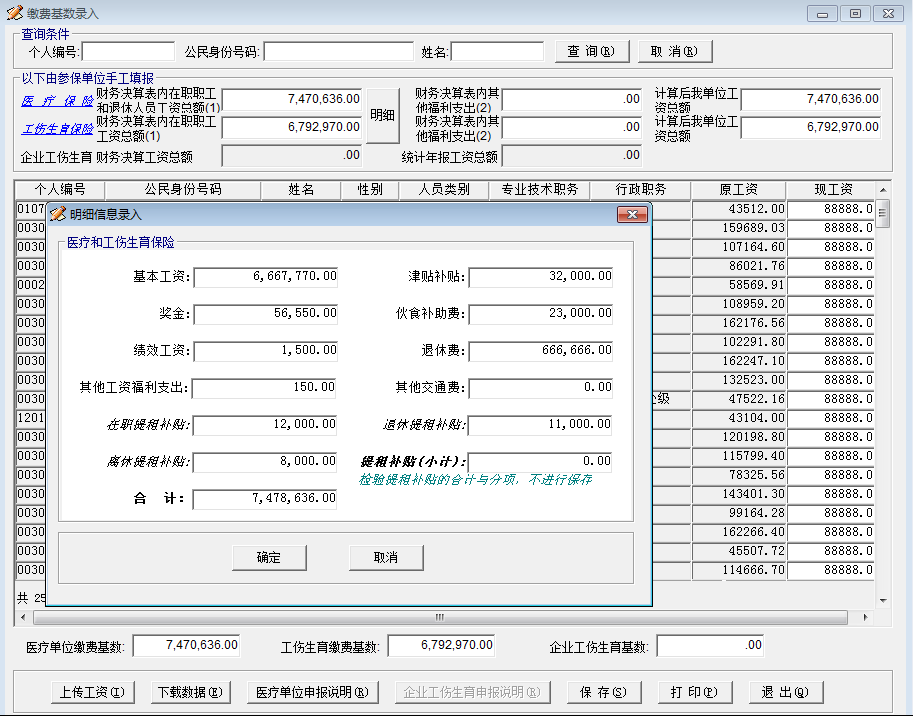 缴费基数录入
查询条件
个人编号: 公民身份号码: 姓名: 查 询(R) 取 消(R)
以下由参保单位手工填报
医 疗 保 险 财务决算表内在职职工和退休人员工资总额(1) 7,470,636.00 明细 财务决算表内其他福利支出(2) .00 计算后我单位工资总额 7,470,636.00
工伤生育保险 财务决算表内在职职工工资总额(1) 6,792,970.00 财务决算表内其他福利支出(2) .00 计算后我单位工资总额 6,792,970.00
企业工伤生育 财务决算工资总额 .00 统计年报工资总额 .00
个人编号 公民身份号码 姓名 性别 人员类别 专业技术职务 行政职务 原工资 现工资
0107 43512.00 88888.0
0030 159689.03 88888.0
0030 107164.60 88888.0
0030 86021.76 88888.0
0002 58569.91 88888.0
0030 108959.20 88888.0
0030 162176.56 88888.0
0030 102291.80 88888.0
0030 162247.10 88888.0
0030 132523.00 88888.0
0030 级 47522.16 88888.0
1201 43104.00 88888.0
0030 120198.80 88888.0
0030 115799.40 88888.0
0030 78325.56 88888.0
0030 143401.30 88888.0
0030 99164.28 88888.0
0030 162266.40 88888.0
0030 45507.72 88888.0
0030 114666.70 88888.0
共 25
明细信息录入
医疗和工伤生育保险
基本工资: 6,667,770.00 津贴补贴: 32,000.00
奖金: 56,550.00 伙食补助费: 23,000.00
绩效工资: 1,500.00 退休费: 666,666.00
其他工资福利支出: 150.00 其他交通费: 0.00
在职提租补贴: 12,000.00 退休提租补贴: 11,000.00
离休提租补贴: 8,000.00 提租补贴(小计): 0.00
检验提租补贴的合计与分项，不进行保存
合 计: 7,478,636.00
确定 取消
医疗单位缴费基数: 7,470,636.00 工伤生育缴费基数: 6,792,970.00 企业工伤生育基数: .00
上传工资(I) 下载数据(E) 医疗单位申报说明(R) 企业工伤生育申报说明(R) 保 存(S) 打 印(P) 退 出(Q)